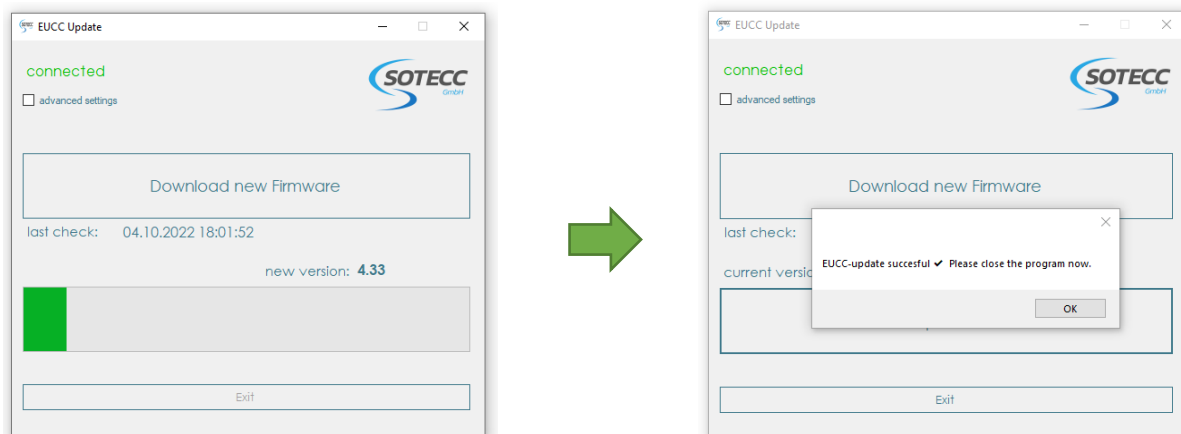 EUCC Update
connected
SOTECC
GmbH
advanced settings
Download new Firmware
last check: 04.10.2022 18:01:52
new version: 4.33
Exit
EUCC Update
connected
SOTECC
GmbH
advanced settings
Download new Firmware
last check:
current versio
EUCC-update succesful ✔ Please close the program now.
OK
Exit